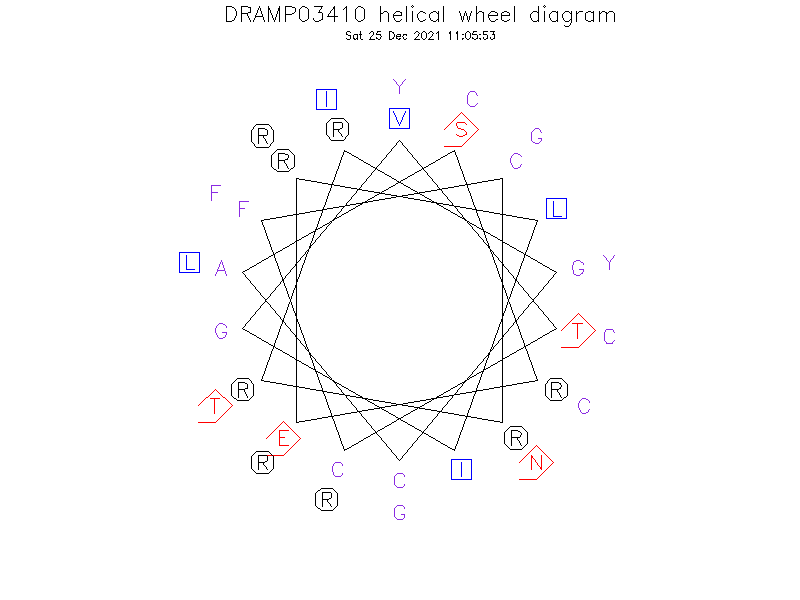 DRAMP03410 helical wheel diagram
Sat 25 Dec 2021 11:05:53
Y
I C
V
R S
R G
R C
F
F L
L A G Y
G T C
R R
T C
E R
R N
C I
C
R
G